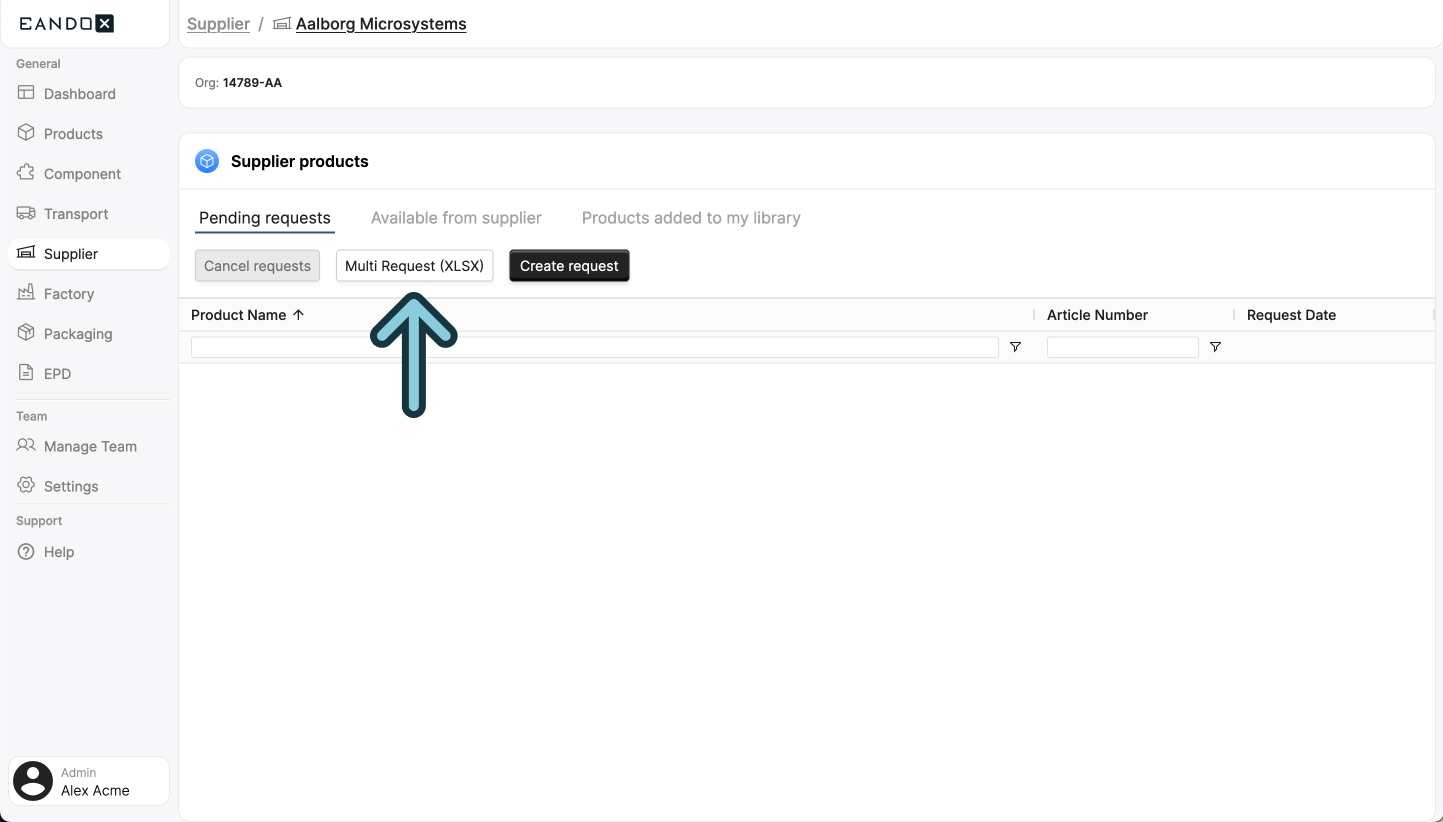 EANDOX
Supplier / Aalborg Microsystems
General
Dashboard
Products
Component
Transport
Supplier
Factory
Packaging
EPD
Team
Manage Team
Settings
Support
Help
Admin
Alex Acme
Org: 14789-AA
Supplier products
Pending requests Available from supplier Products added to my library
Cancel requests Multi Request (XLSX) Create request
Product Name Article Number Request Date